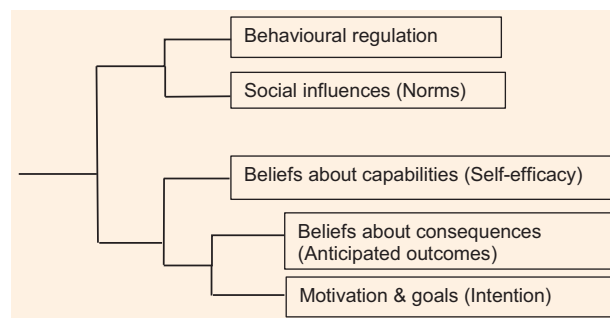 Behavioural regulation
Social influences (Norms)
Beliefs about capabilities (Self-efficacy)
Beliefs about consequences
(Anticipated outcomes)
Motivation & goals (Intention)